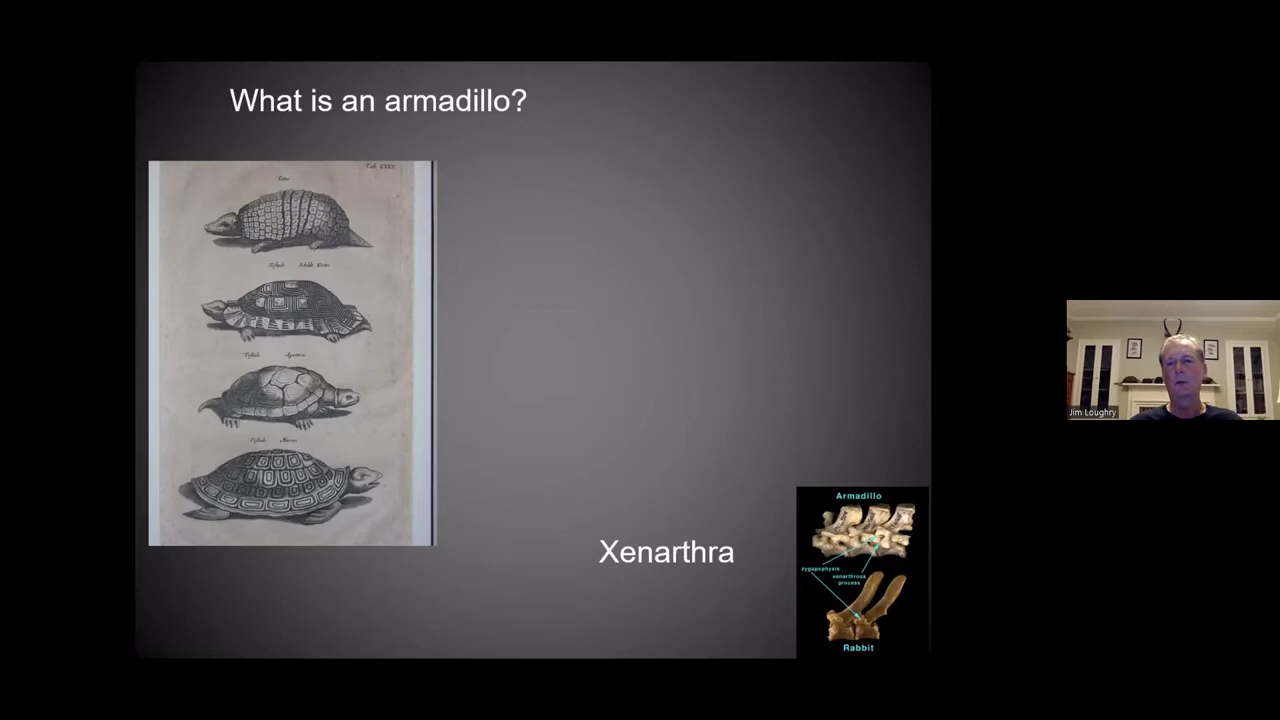 What is an armadillo?
Xenarthra
Armadillo
zygapophysis
xenarthrous
process
Rabbit
Jim Loughry